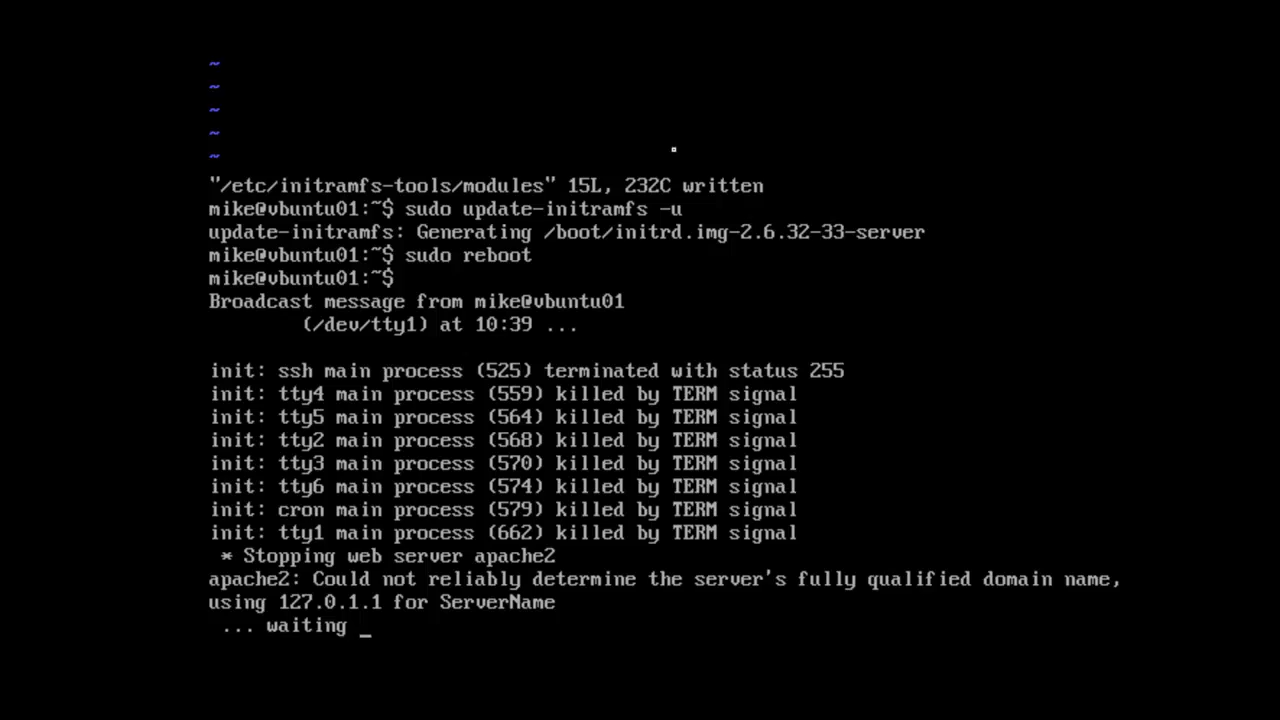 ~
~
~
~
~
"/etc/initramfs-tools/modules" 15L, 232C written
mike@vbuntu01:~$ sudo update-initramfs -u
update-initramfs: Generating /boot/initrd.img-2.6.32-33-server
mike@vbuntu01:~$ sudo reboot
mike@vbuntu01:~$
Broadcast message from mike@vbuntu01
(/dev/tty1) at 10:39 ...
init: ssh main process (525) terminated with status 255
init: tty4 main process (559) killed by TERM signal
init: tty5 main process (564) killed by TERM signal
init: tty2 main process (568) killed by TERM signal
init: tty3 main process (570) killed by TERM signal
init: tty6 main process (574) killed by TERM signal
init: cron main process (579) killed by TERM signal
init: tty1 main process (662) killed by TERM signal
* Stopping web server apache2
apache2: Could not reliably determine the server's fully qualified domain name,
using 127.0.1.1 for ServerName
... waiting _